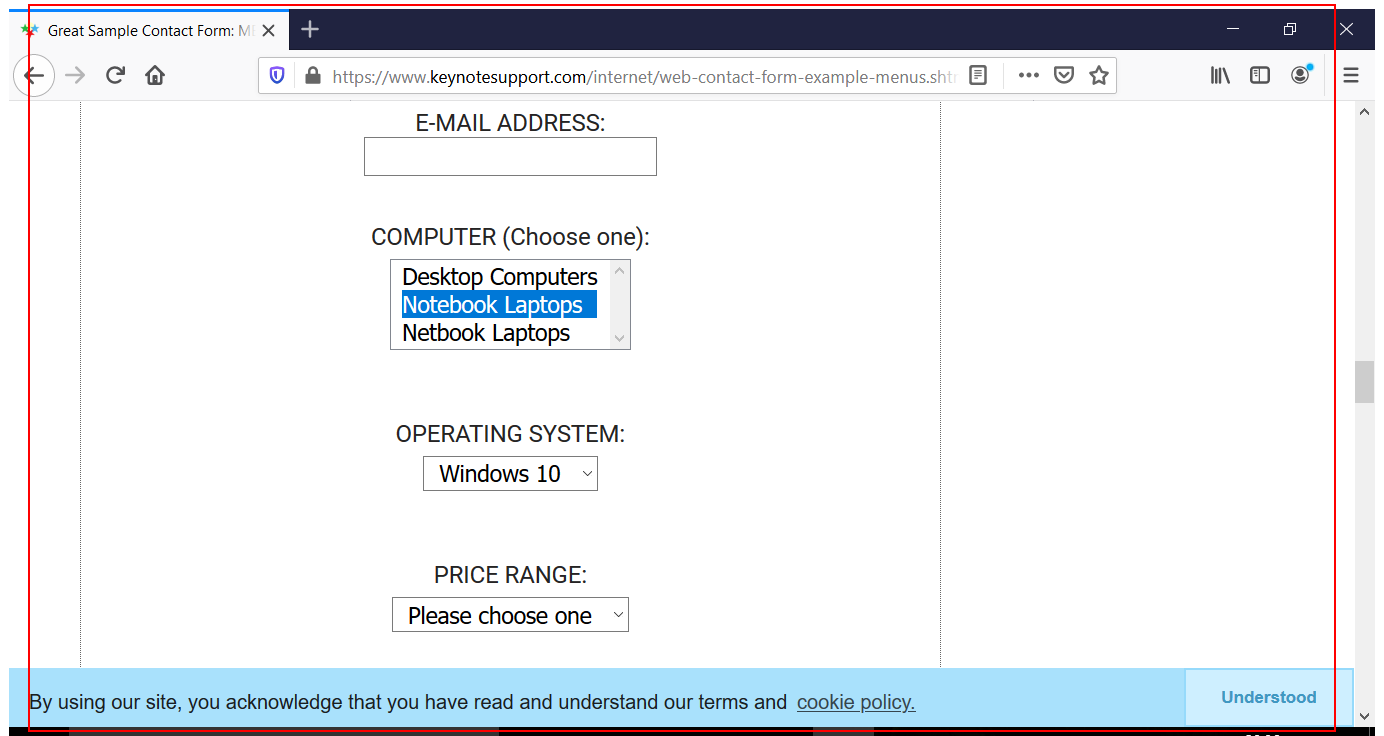 Great Sample Contact Form: M
https://www.keynotesupport.com/internet/web-contact-form-example-menus.sht
E-MAIL ADDRESS:
COMPUTER (Choose one):
Desktop Computers
Notebook Laptops
Netbook Laptops
OPERATING SYSTEM:
Windows 10
PRICE RANGE:
Please choose one
By using our site, you acknowledge that you have read and understand our terms and cookie policy.
Understood